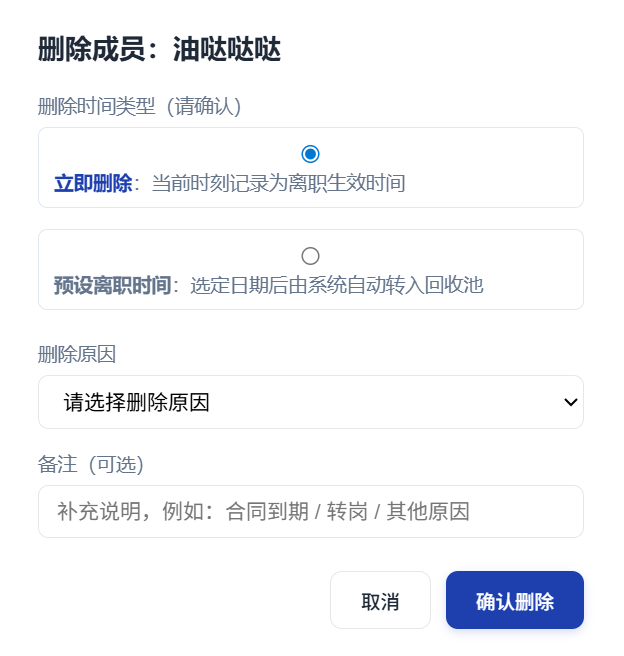 删除成员：油哒哒哒
删除时间类型（请确认）
立即删除：当前时刻记录为离职生效时间
预设离职时间：选定日期后由系统自动转入回收池
删除原因
请选择删除原因
备注（可选）
补充说明，例如：合同到期 / 转岗 / 其他原因
取消
确认删除